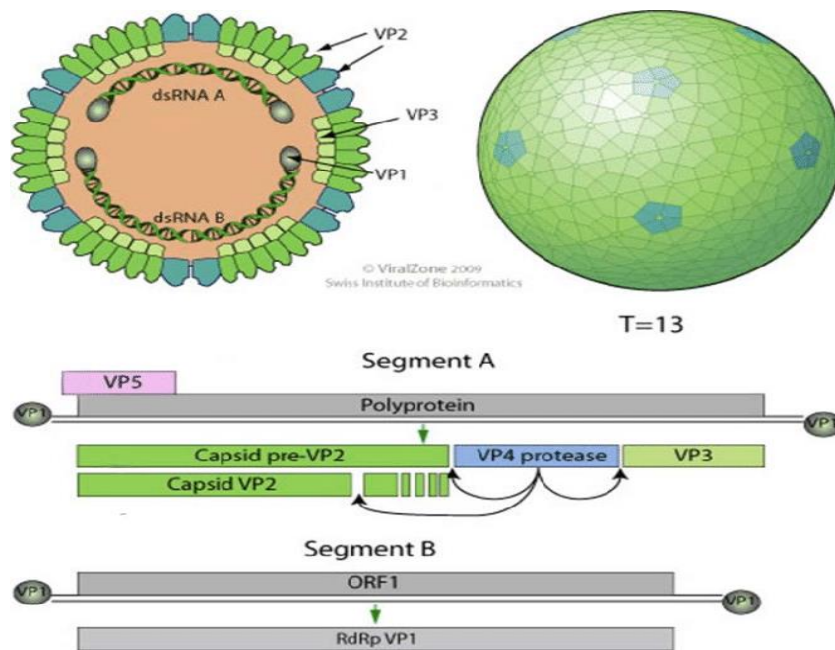 VP2
dsRNA A
VP3
VP1
dsRNA B
© ViralZone 2009
Swiss Institute of Bioinformatics
T=13
Segment A
VP5
VP1
Polyprotein
VP1
Capsid pre-VP2
VP4 protease
VP3
Capsid VP2
Segment B
VP1
ORF1
VP1
RdRp VP1